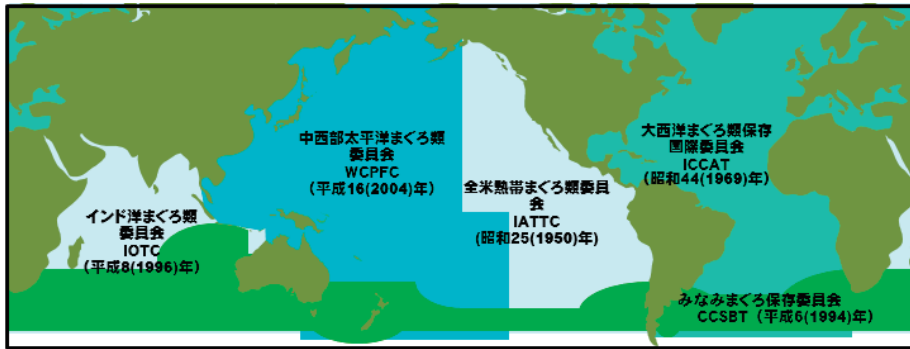 中西部太平洋まぐろ類
委員会
WCPFC
(平成16(2004)年)
大西洋まぐろ類保存
国際委員会
ICCAT
(昭和44(1969)年)
全米熱帯まぐろ類委員
会
IATTC
(昭和25(1950)年)
インド洋まぐろ類
委員会
IOTC
(平成8(1996)年)
みなみまぐろ保存委員会
CCSBT(平成6(1994)年)